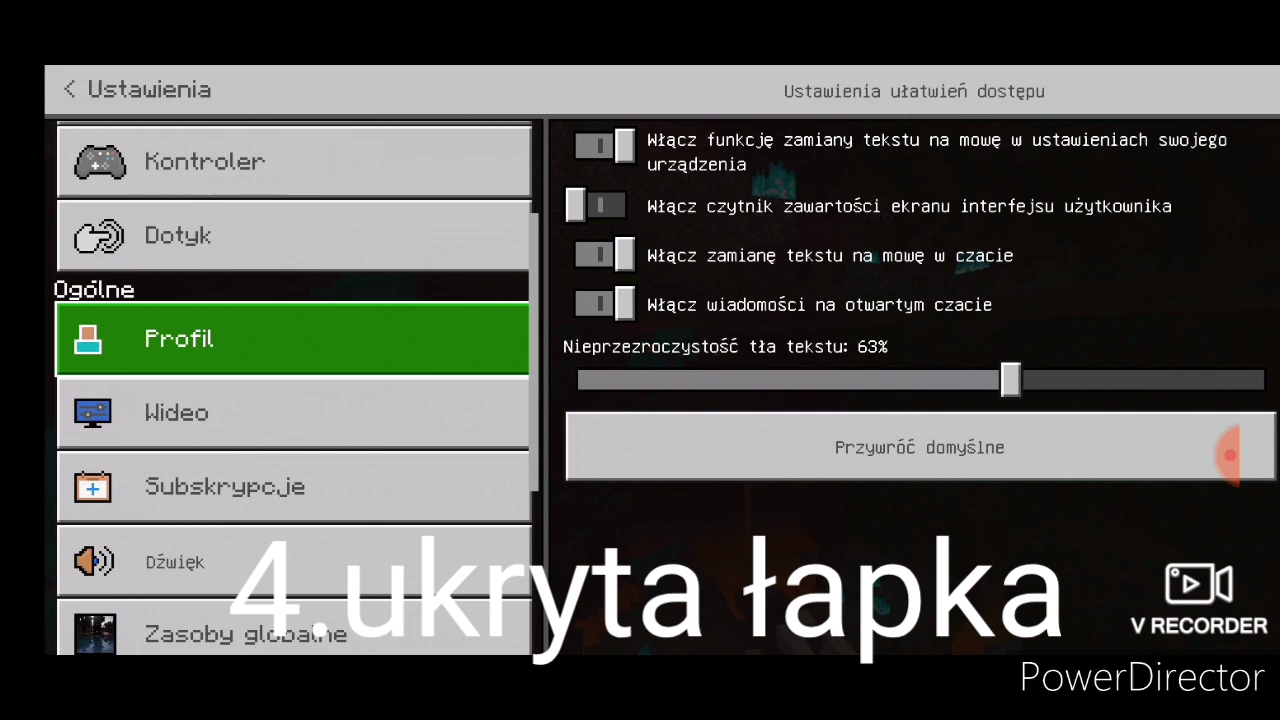 Ustawienia
Ustawienia ułatwień dostępu
Kontroler
Dotyk
Ogólne
Profil
Wideo
Subskrypcje
Dźwięk
Zasoby globalne
Włącz funkcję zamiany tekstu na mowę w ustawieniach swojego
urządzenia
Włącz czytnik zawartości ekranu interfejsu użytkownika
Włącz zamianę tekstu na mowę w czacie
Włącz wiadomości na otwartym czacie
Nieprzezroczystość tła tekstu: 63%
Przywróć domyślne
4.ukryta łapka
V RECORDER
PowerDirector